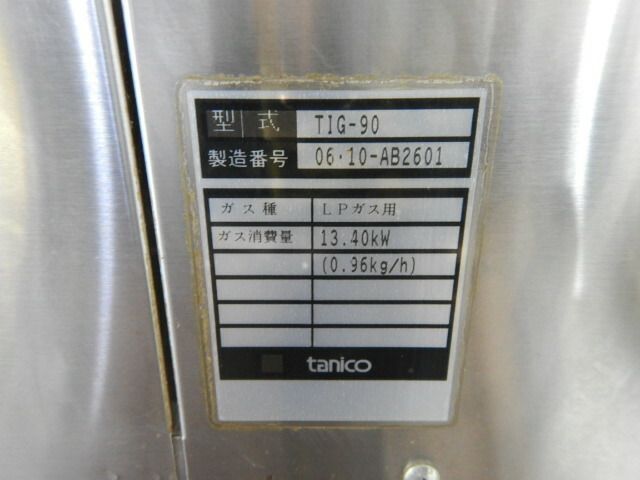 型式 TIG-90
製造番号 06・10-AB2601
ガス種 LPガス用
ガス消費量 13.40kW
(0.96kg/h)
tanico